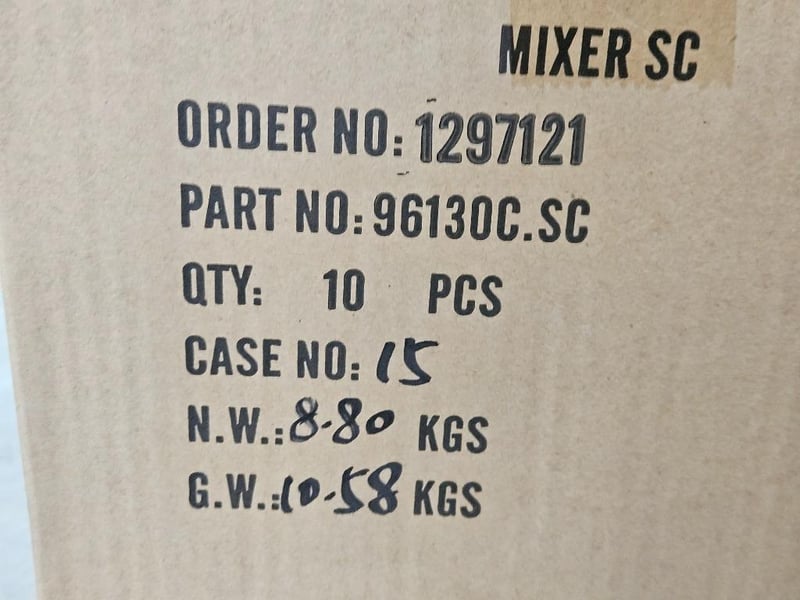 MIXER SC
ORDER NO: 1297121
PART NO: 96130C.SC
QTY: 10 PCS
CASE NO: 15
N.W.: 8.80 KGS
G.W.: 10.58 KGS